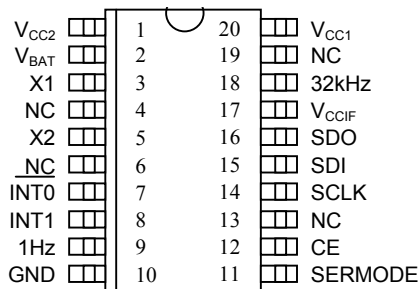 VCC2 1 20 VCC1
VBAT 2 19 NC
X1 3 18 32kHz
NC 4 17 VCCIF
X2 5 16 SDO
NC 6 15 SDI
INT0 7 14 SCLK
INT1 8 13 NC
1Hz 9 12 CE
GND 10 11 SERMODE